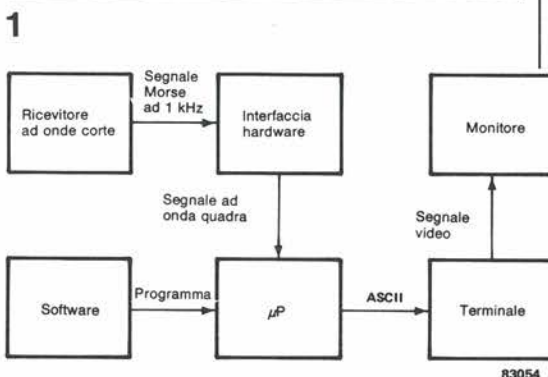 1
Segnale
Morse
ad 1 kHz
Ricevitore
ad onde corte
Interfaccia
hardware
Monitore
Segnale ad
onda quadra
Segnale
video
Software
Programma
μP
ASCII
Terminale
83054